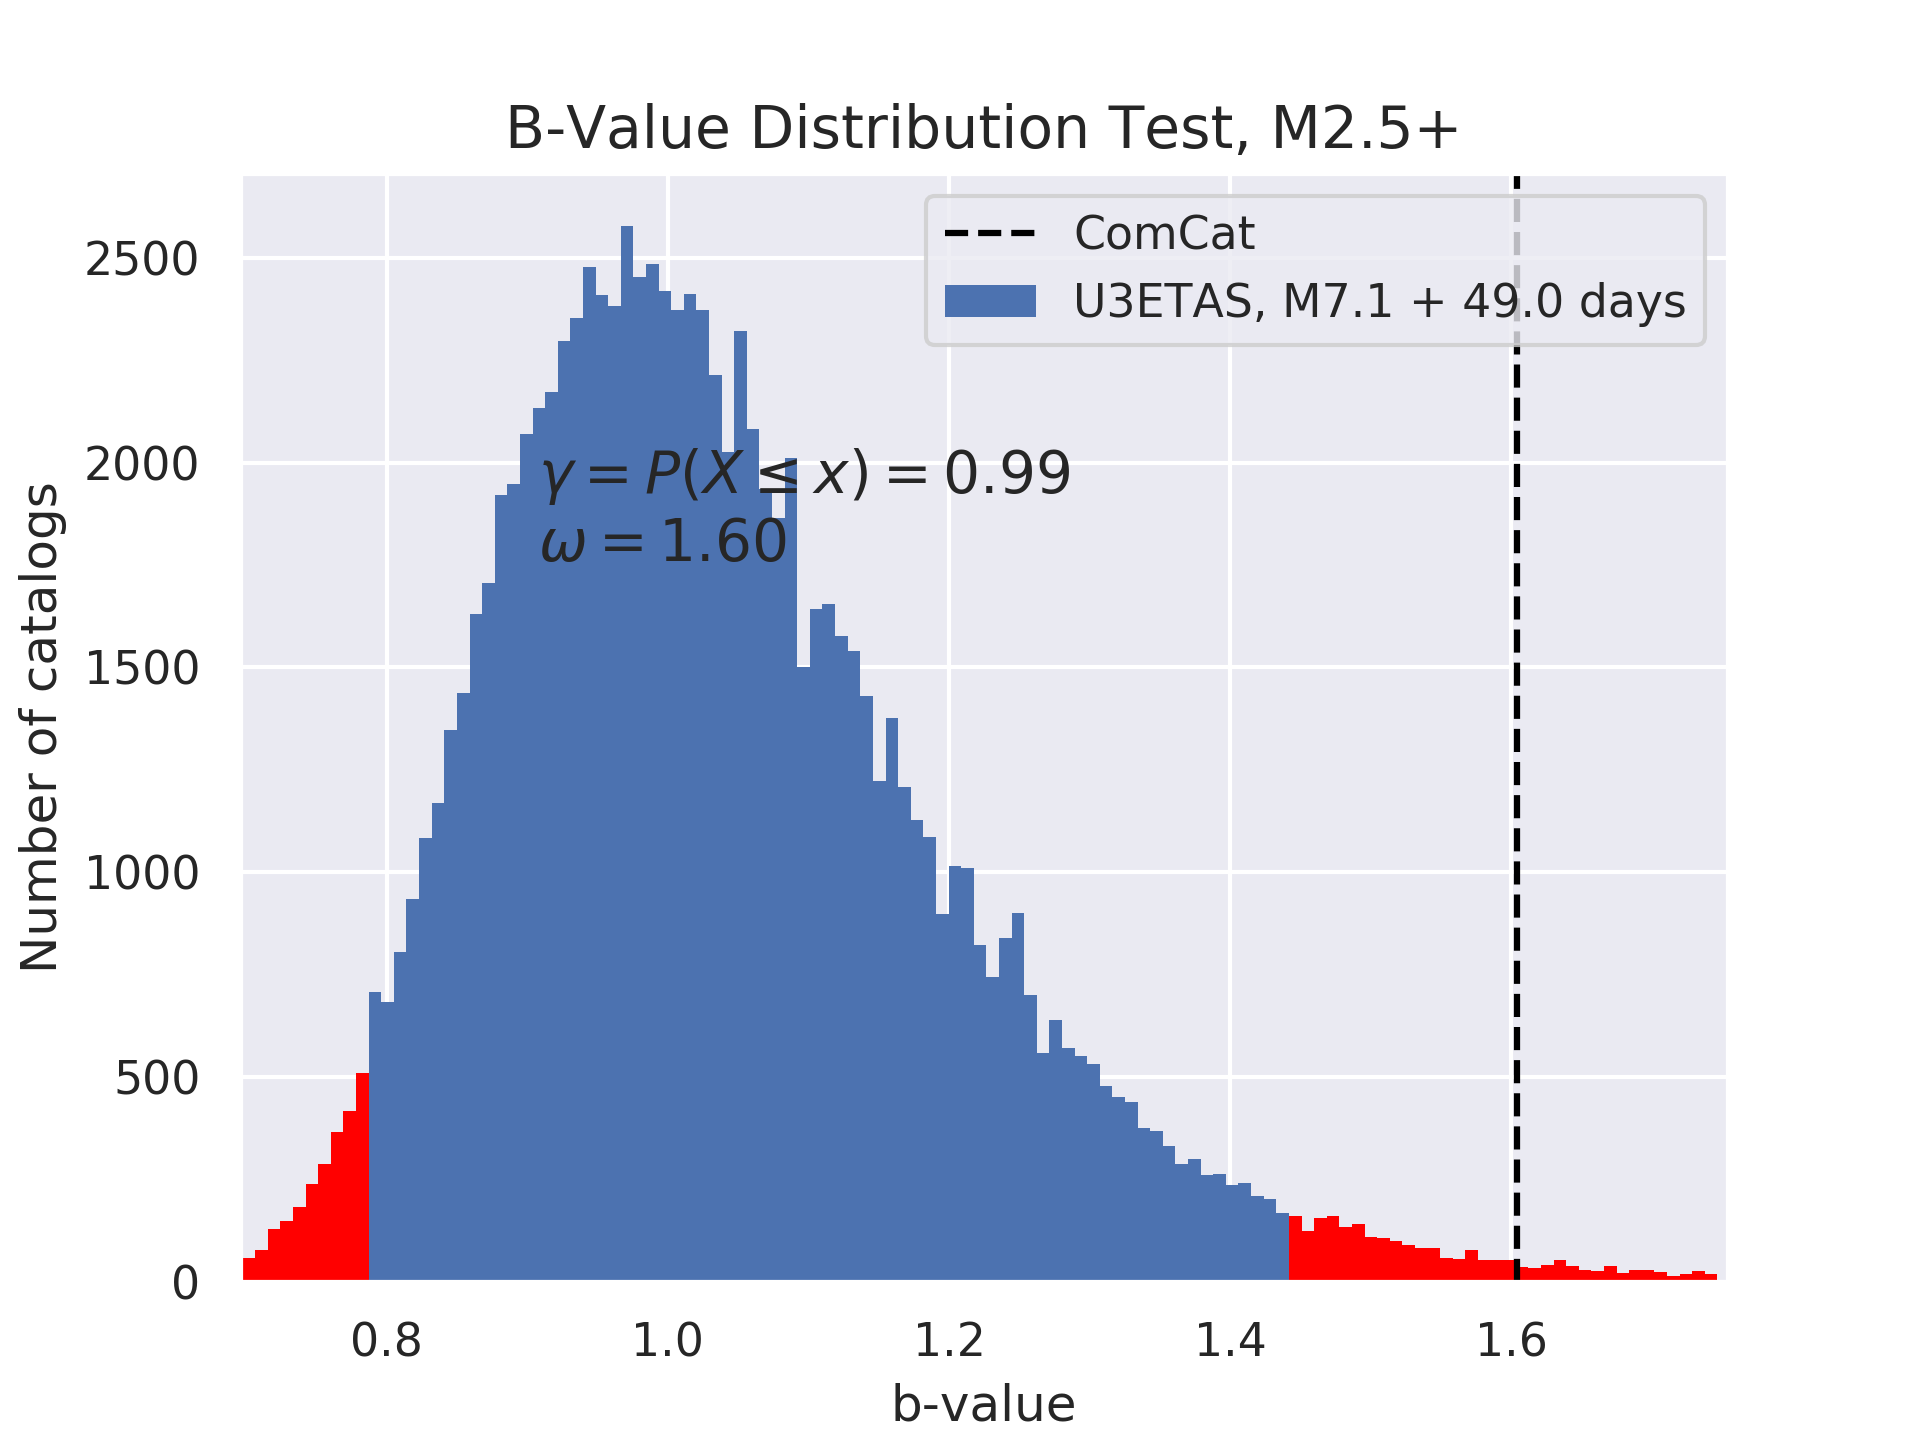 B-Value Distribution Test, M2.5+
ComCat
U3ETAS, M7.1 + 49.0 days
2500
2000
1500
1000
500
0
Number of catalogs
γ = P(X ≤ x) = 0.99
ω = 1.60
0.8 1.0 1.2 1.4 1.6
b-value